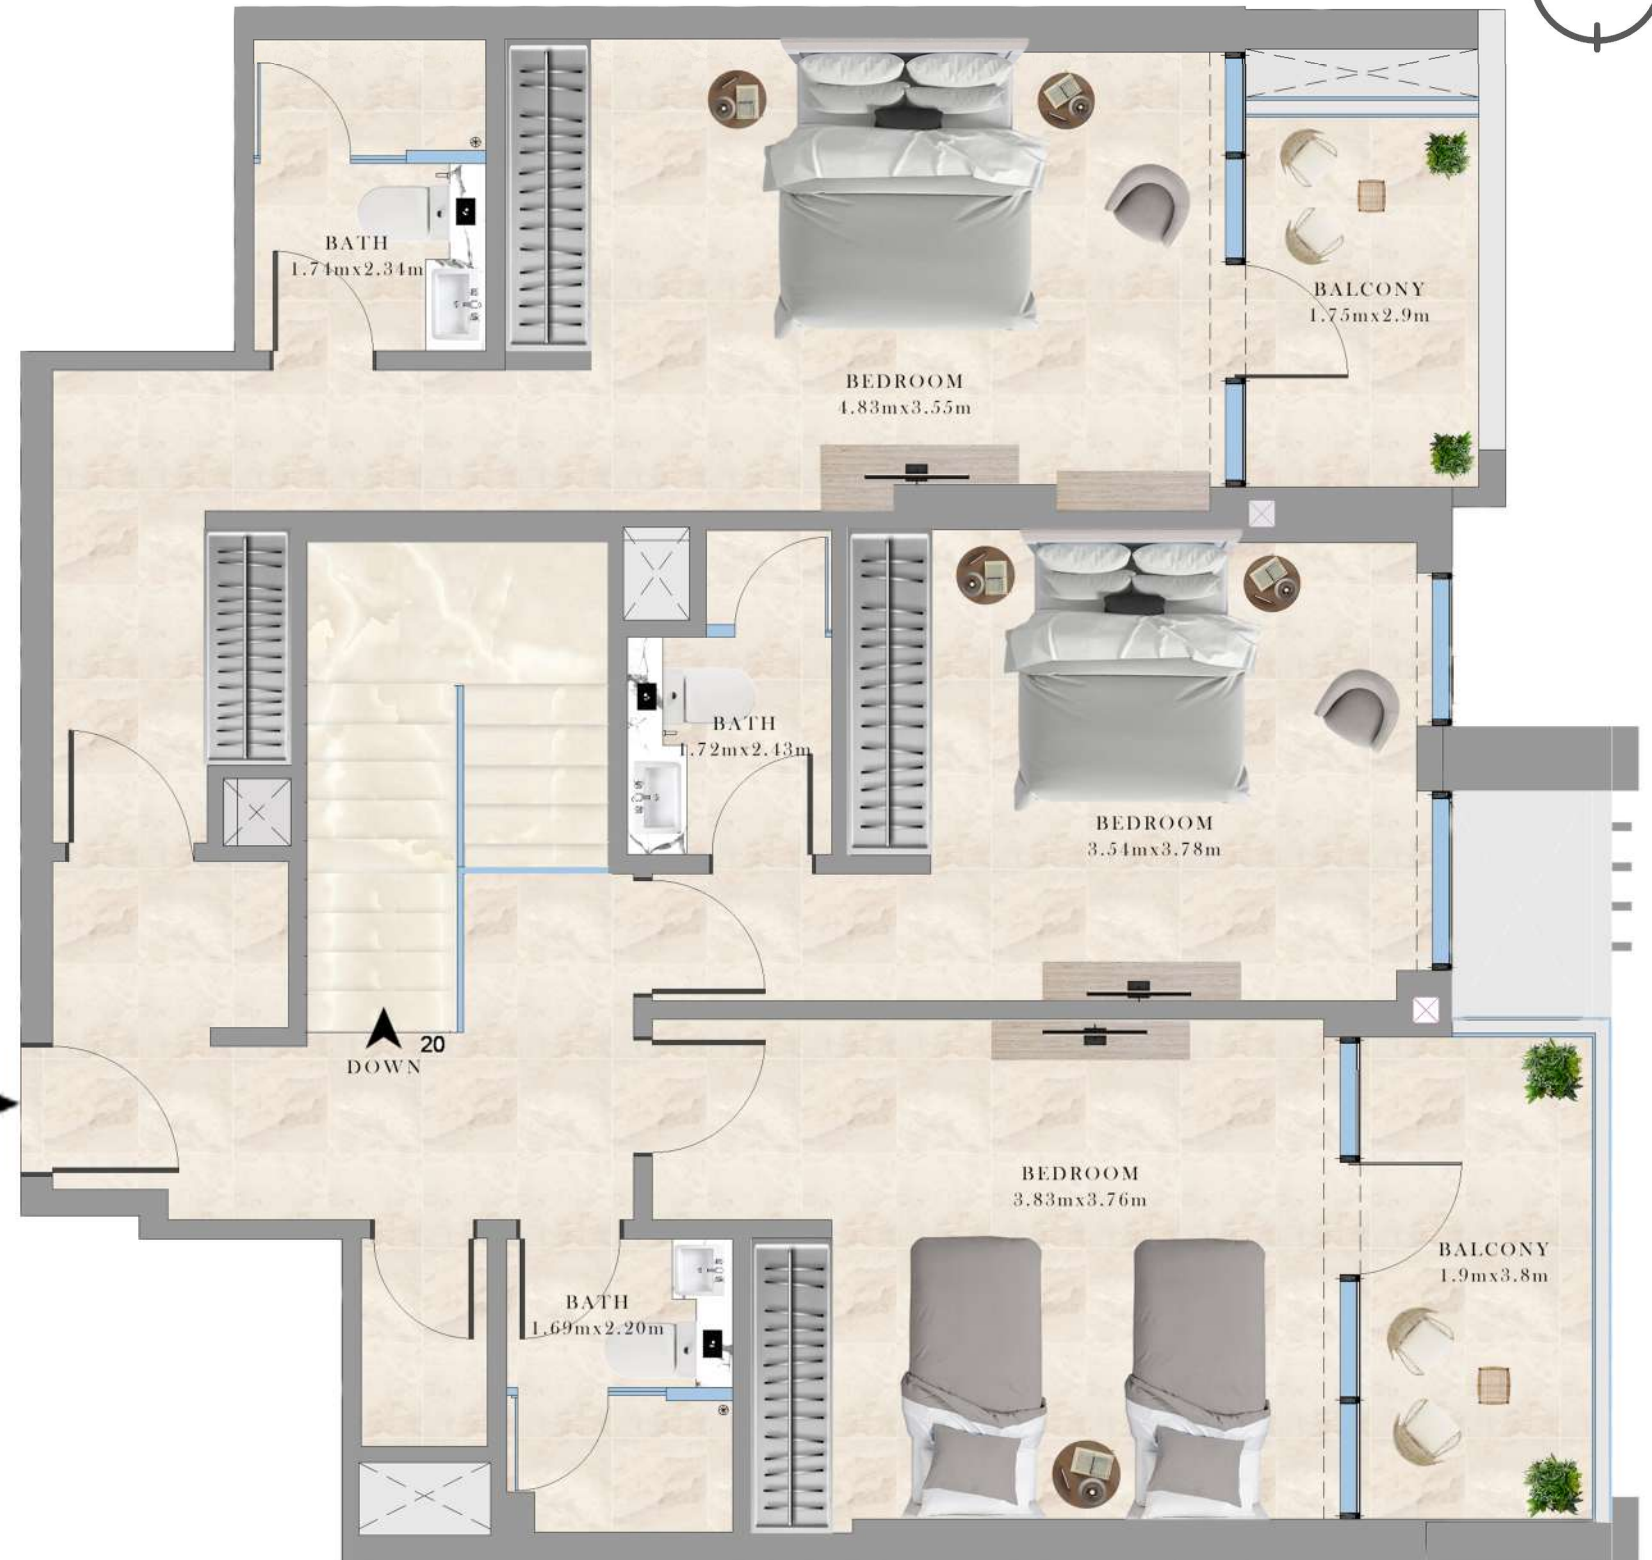 BATH
1.74mx2.34m
BALCONY
1.75mx2.9m
BEDROOM
4.83mx3.55m
BATH
1.72mx2.43m
BEDROOM
3.54mx3.78m
20
DOWN
BEDROOM
3.83mx3.76m
BALCONY
1.9mx3.8m
BATH
1.69mx2.20m